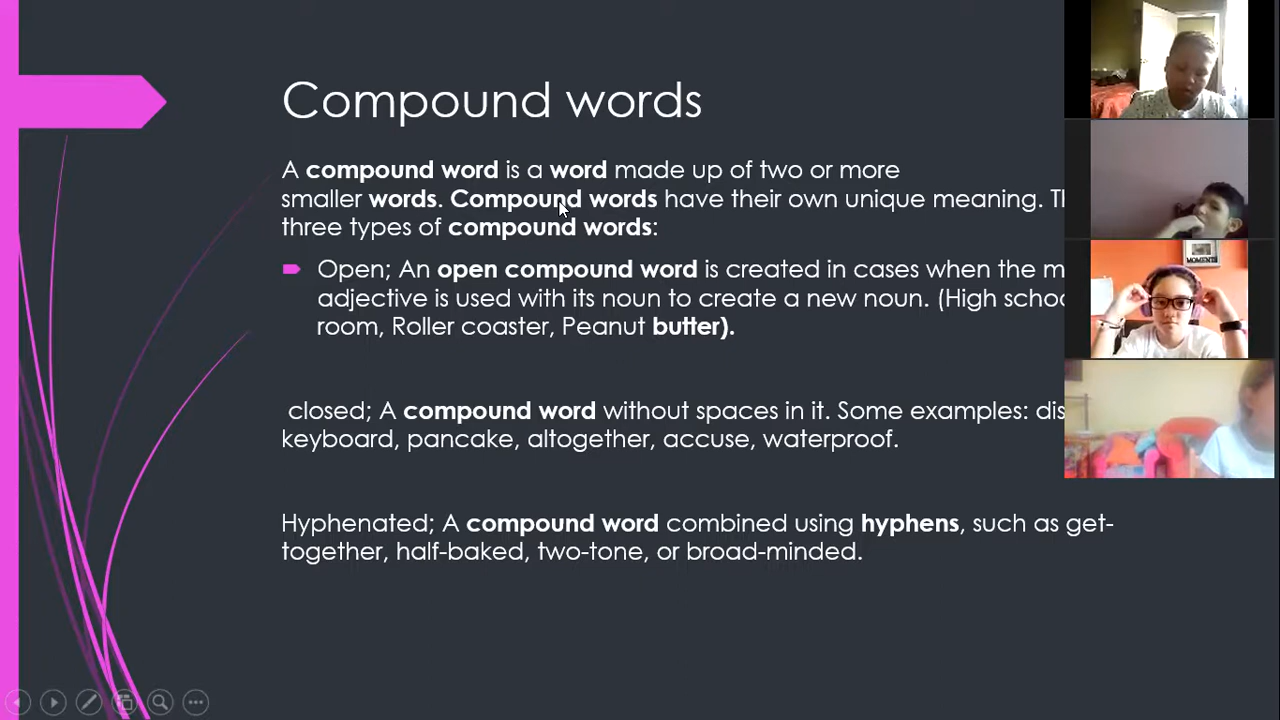 Compound words
A compound word is a word made up of two or more
smaller words. Compound words have their own unique meaning.
three types of compound words:
Open; An open compound word is created in cases when the
adjective is used with its noun to create a new noun. (High
room, Roller coaster, Peanut butter).
closed; A compound word without spaces in it. Some examples:
keyboard, pancake, altogether, accuse, waterproof.
Hyphenated; A compound word combined using hyphens, such as get-
together, half-baked, two-tone, or broad-minded.
MOMENTS